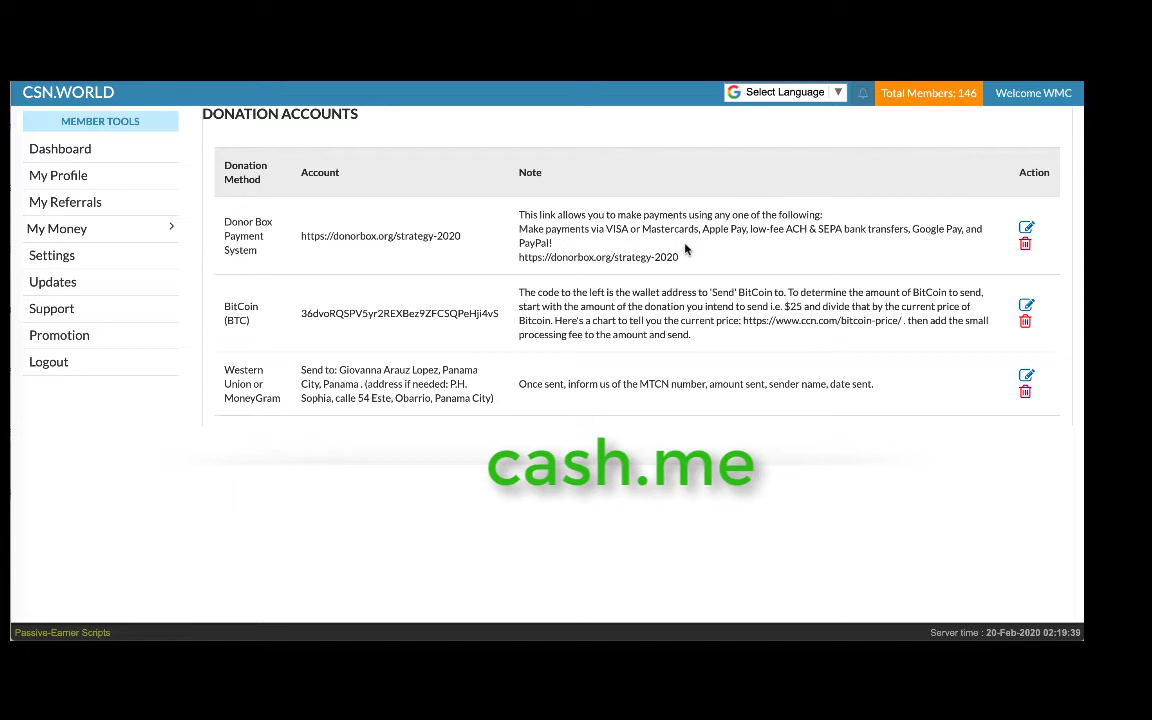 CSN.WORLD
Select Language ▼
Total Members: 146
Welcome WMC
MEMBER TOOLS
Dashboard
My Profile
My Referrals
My Money
Settings
Updates
Support
Promotion
Logout
DONATION ACCOUNTS
Donation
Method
Account
Note
Action
Donor Box
Payment
System
https://donorbox.org/strategy-2020
This link allows you to make payments using any one of the following:
Make payments via VISA or Mastercards, Apple Pay, low-fee ACH & SEPA bank transfers, Google Pay, and
PayPal!
https://donorbox.org/strategy-2020
BitCoin
(BTC)
36dvoRQSPV5yr2REXBez9ZFCSQPeHji4vS
The code to the left is the wallet address to 'Send' BitCoin to. To determine the amount of BitCoin to send,
start with the amount of the donation you intend to send i.e. $25 and divide that by the current price of
Bitcoin. Here's a chart to tell you the current price: https://www.ccn.com/bitcoin-price/ . then add the small
processing fee to the amount and send.
Western
Union or
MoneyGram
Send to: Giovanna Arauz Lopez, Panama
City, Panama . (address if needed: P.H.
Sophia, calle 54 Este, Obarrio, Panama City)
Once sent, inform us of the MTCN number, amount sent, sender name, date sent.
cash.me
Passive-Earner Scripts
Server time : 20-Feb-2020 02:19:39